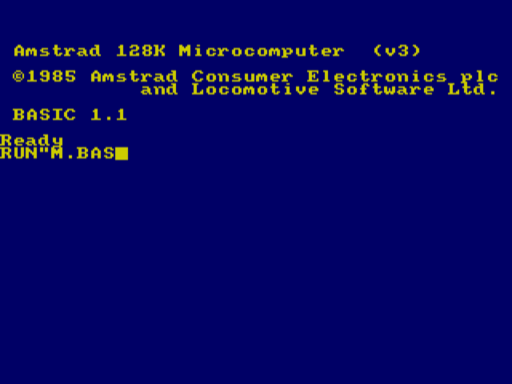 Amstrad 128K Microcomputer (v3)
©1985 Amstrad Consumer Electronics plc
and Locomotive Software Ltd.
BASIC 1.1
Ready
RUN"M.BAS